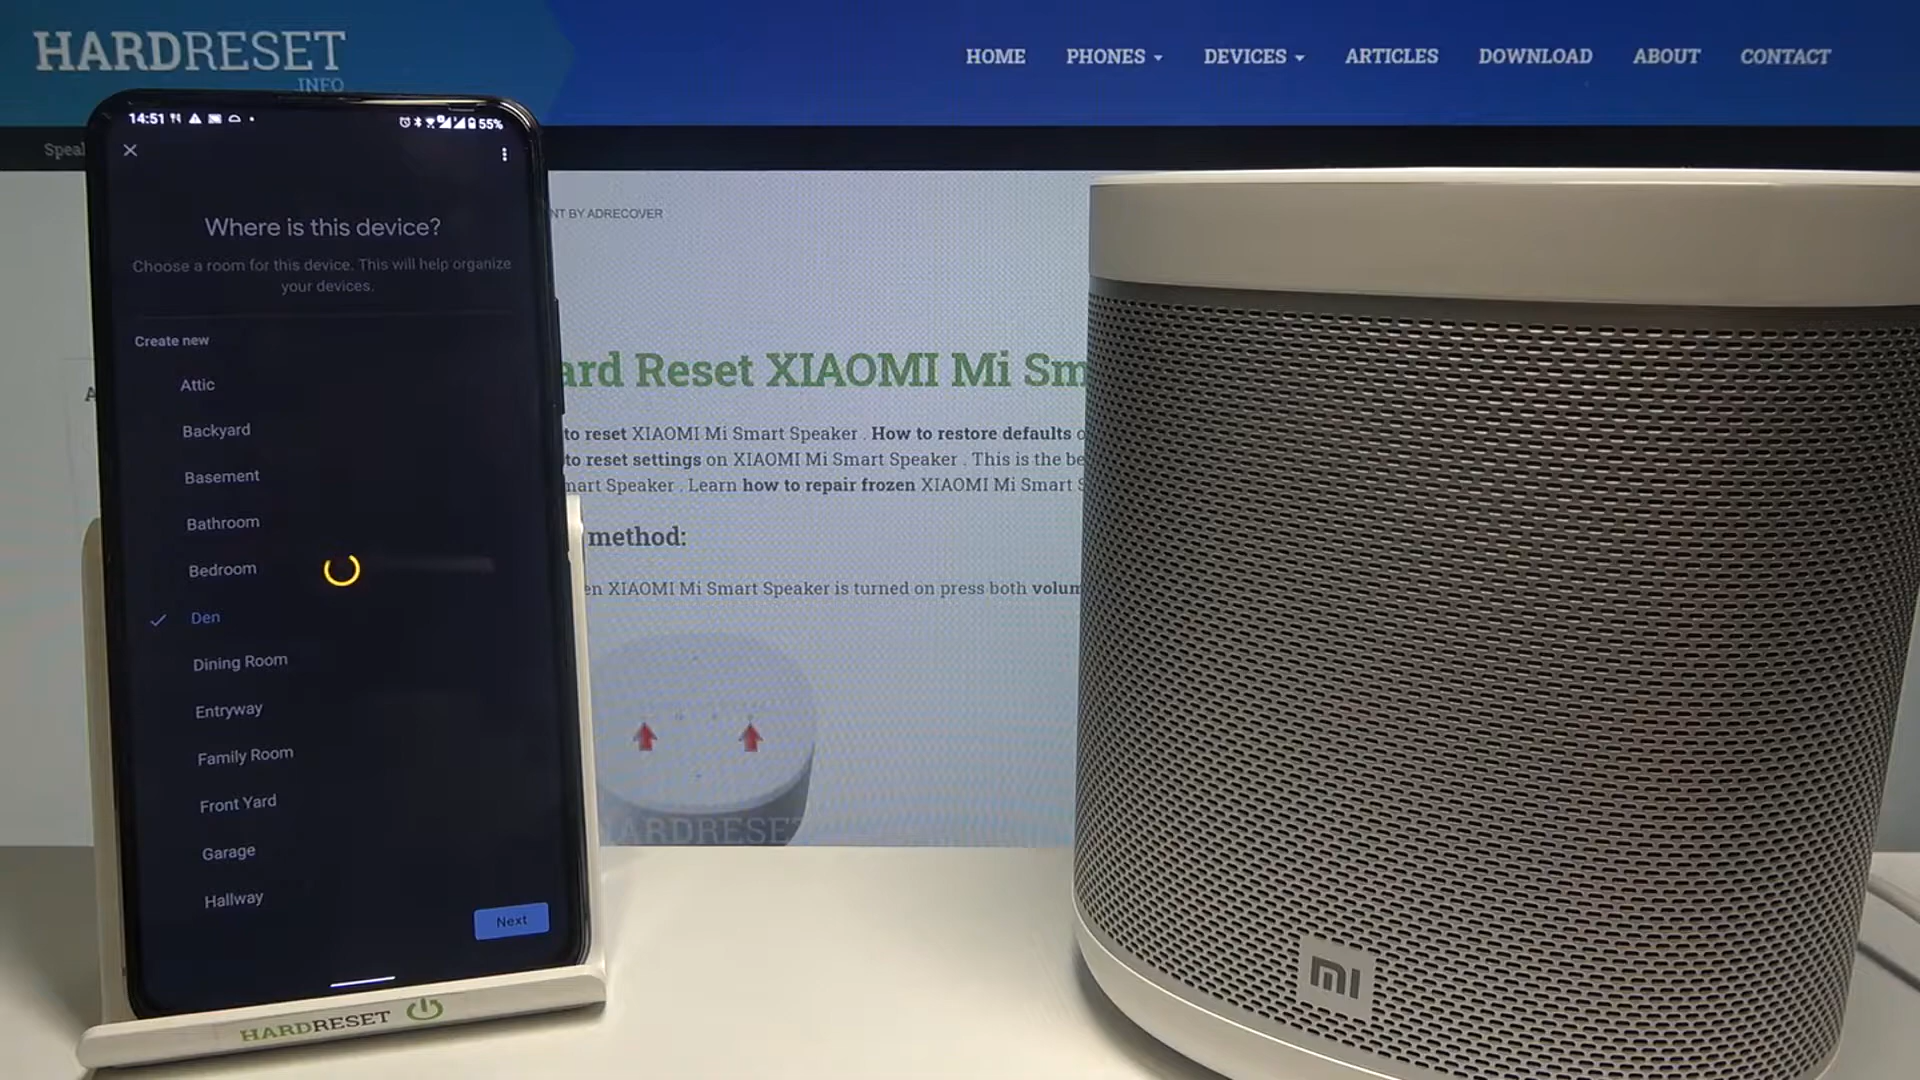 HARDRESET
.INFO
HOME PHONES DEVICES ARTICLES DOWNLOAD ABOUT CONTACT
14:51
55%
Where is this device?
Choose a room for this device. This will help organize
your devices.
Create new
Attic
Backyard
Basement
Bathroom
Bedroom
Den
Dining Room
Entryway
Family Room
Front Yard
Garage
Hallway
Next
HARDRESET
NT BY ADRECOVER
ard Reset XIAOMI Mi Sm
to reset XIAOMI Mi Smart Speaker . How to restore defaults o
to reset settings on XIAOMI Mi Smart Speaker . This is the be
mart Speaker . Learn how to repair frozen XIAOMI Mi Smart S
method:
en XIAOMI Mi Smart Speaker is turned on press both volum
HARDRESET
MI